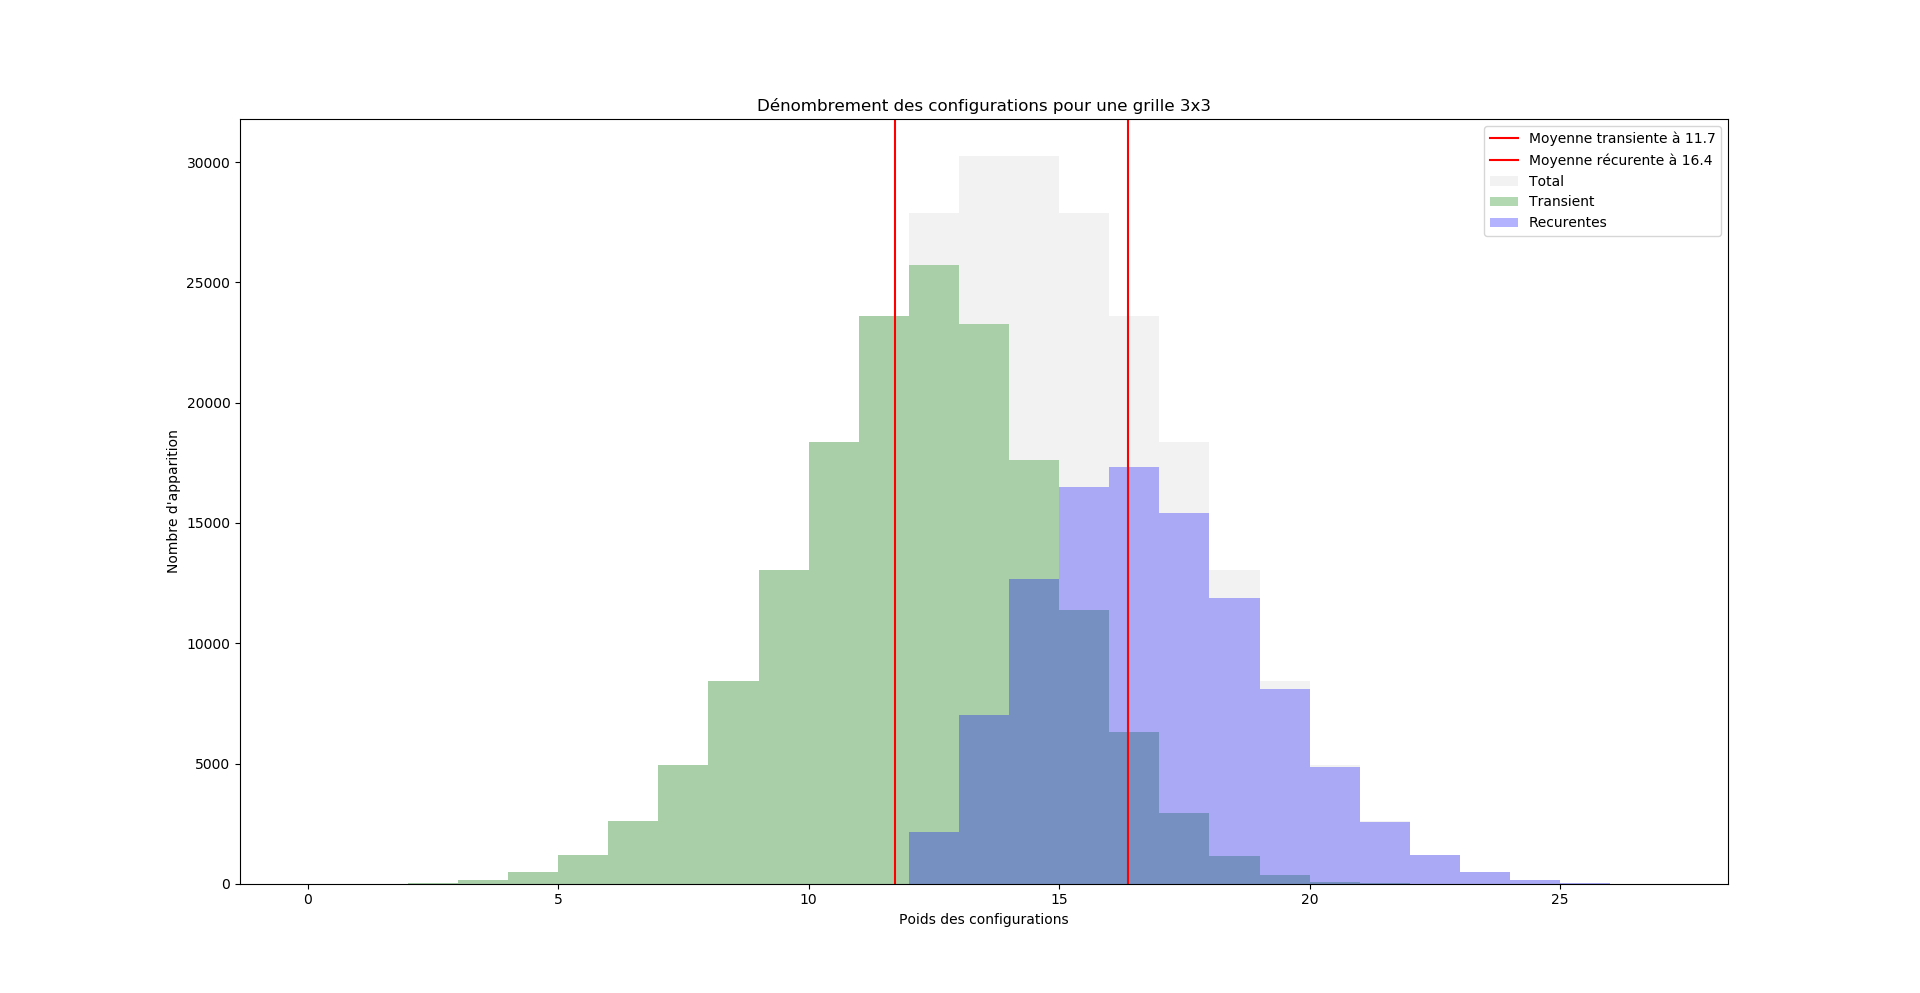 Dénombrement des configurations pour une grille 3x3
Moyenne transiente à 11.7
Moyenne récurente à 16.4
Total
Transient
Recurentes
Nombre d'apparition
30000
25000
20000
15000
10000
5000
0
0 5 10 15 20 25
Poids des configurations